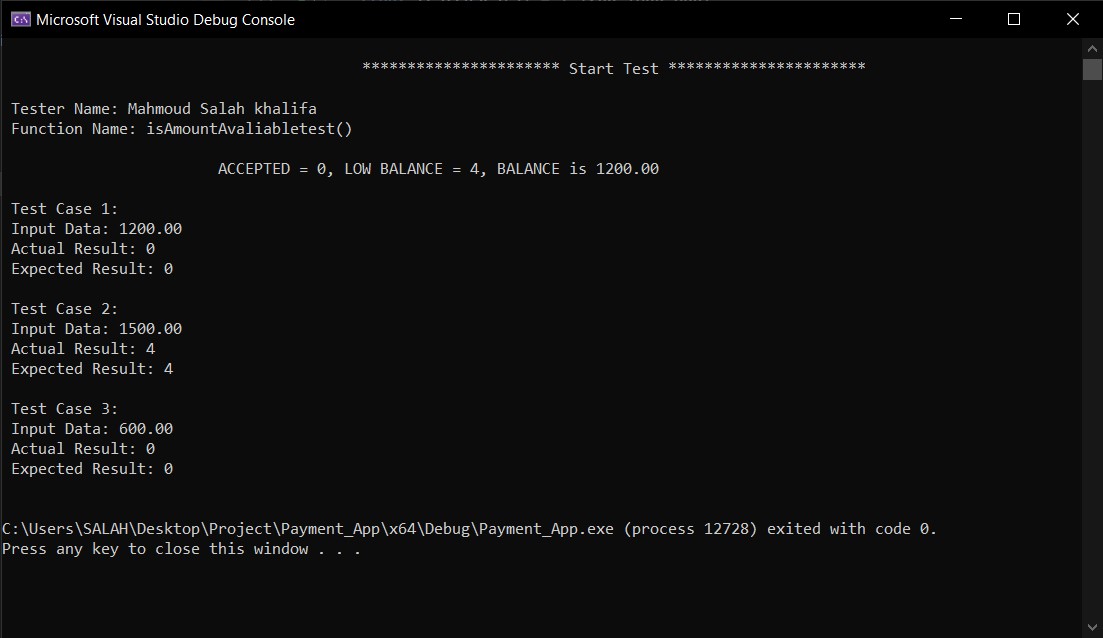 Microsoft Visual Studio Debug Console
********************** Start Test **********************
Tester Name: Mahmoud Salah khalifa
Function Name: isAmountAvaliabletest()
ACCEPTED = 0, LOW BALANCE = 4, BALANCE is 1200.00
Test Case 1:
Input Data: 1200.00
Actual Result: 0
Expected Result: 0
Test Case 2:
Input Data: 1500.00
Actual Result: 4
Expected Result: 4
Test Case 3:
Input Data: 600.00
Actual Result: 0
Expected Result: 0
C:\Users\SALAH\Desktop\Project\Payment_App\x64\Debug\Payment_App.exe (process 12728) exited with code 0.
Press any key to close this window . . .